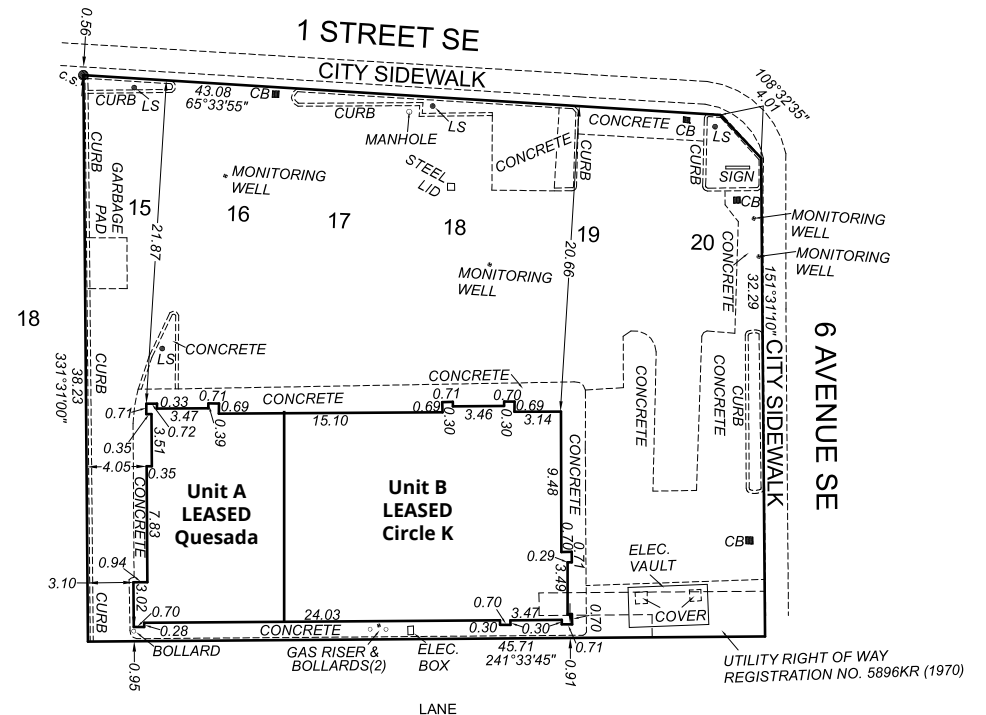 1 STREET SE
CITY SIDEWALK
0.56
c.s.
CURB
LS
43.08
65°33'55"
CB
CURB
MANHOLE
LS
CONCRETE
STEEL
LID
CONCRETE
CB
LS
108°32'35"
4.01
CURB
CURB
SIGN
CB
CURB
GARBAGE
PAD
MONITORING
WELL
MONITORING
WELL
MONITORING
WELL
MONITORING
WELL
15
16
17
18
19
20
21.87
20.66
CONCRETE
151°31'10"
32.29
18
CITY SIDEWALK
6 AVENUE SE
LS
CONCRETE
CURB
38.23
331°31'00"
CONCRETE
CONCRETE
CONCRETE
CONCRETE
CURB
0.71
0.33
3.47
0.72
0.71
0.69
0.39
15.10
0.71
0.69
0.30
3.46
0.70
0.30
0.69
3.14
0.35
3.51
4.05
0.35
CONCRETE
7.83
Unit A
LEASED
Quesada
Unit B
LEASED
Circle K
9.48
CONCRETE
0.94
3.10
3.02
CURB
0.70
0.28
0.29
0.70
0.71
3.49
ELEC.
VAULT
COVER
CB
24.03
CONCRETE
0.70
3.47
0.30
0.30
0.70
0.71
BOLLARD
GAS RISER &
BOLLARDS(2)
ELEC.
BOX
45.71
241°33'45"
0.95
0.91
UTILITY RIGHT OF WAY
REGISTRATION NO. 5896KR (1970)
LANE